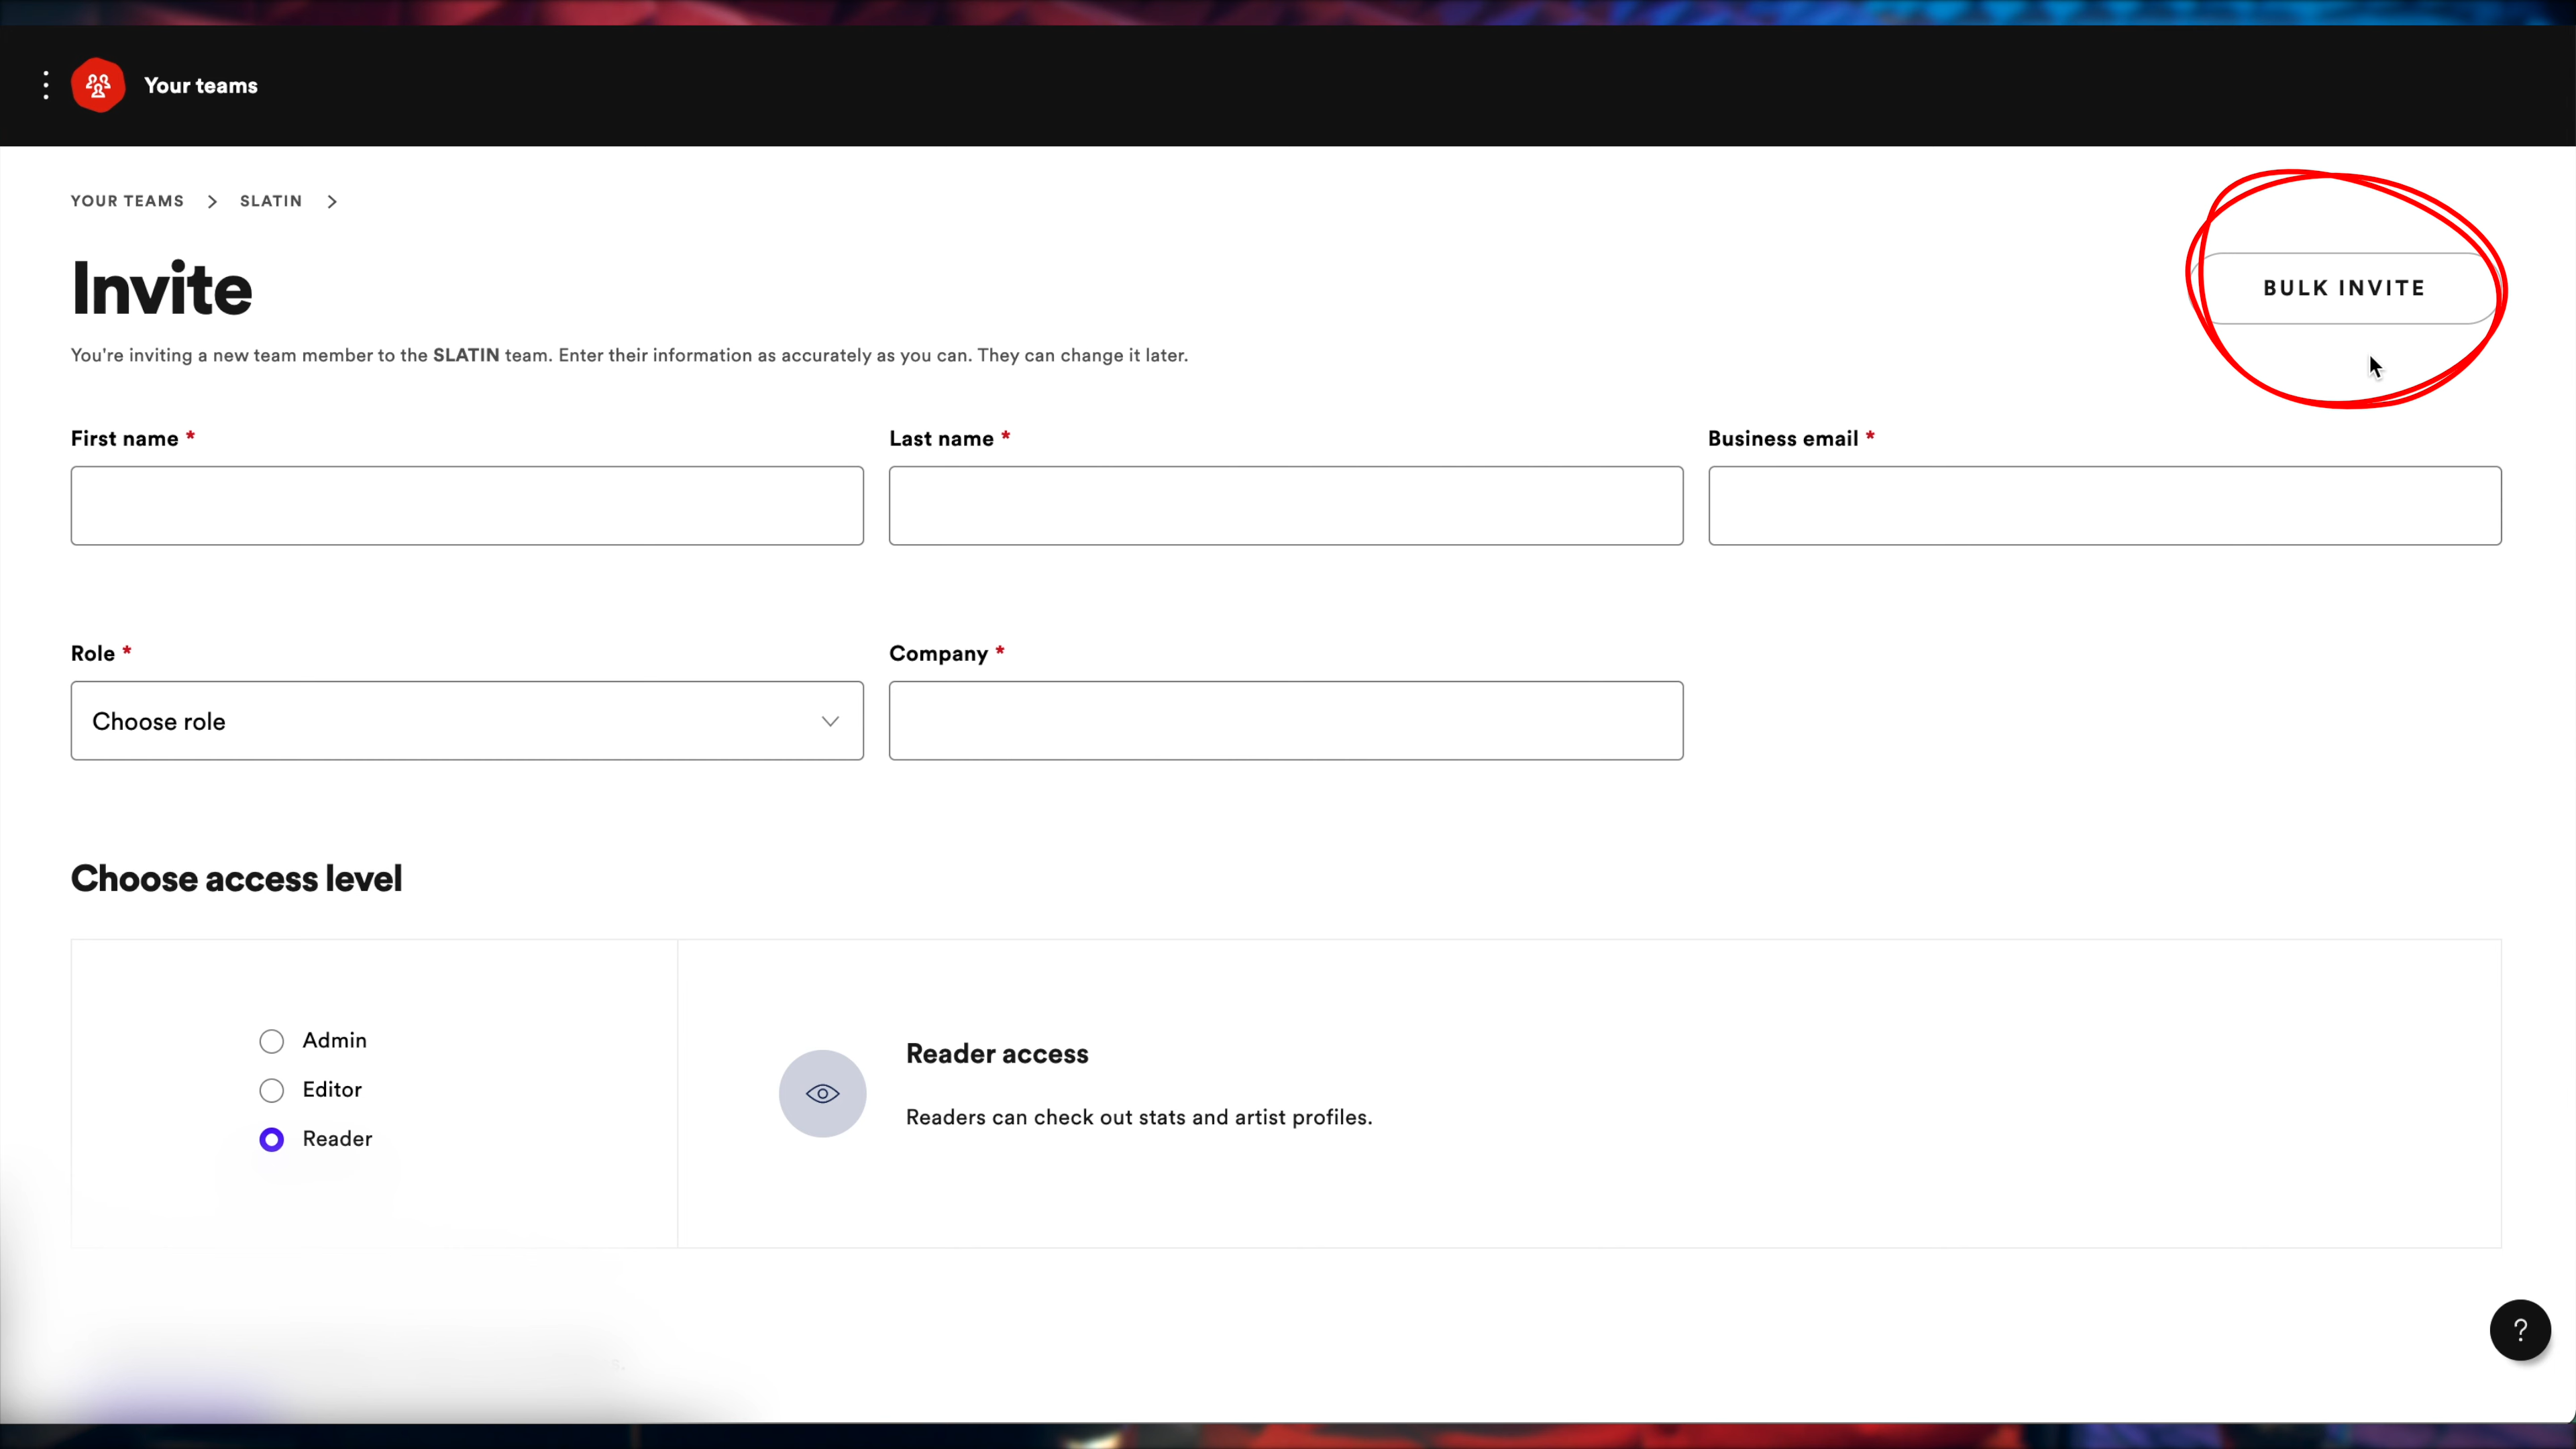 Your teams
YOUR TEAMS > SLATIN >
Invite
BULK INVITE
You're inviting a new team member to the SLATIN team. Enter their information as accurately as you can. They can change it later.
First name *
Last name *
Business email *
Role *
Company *
Choose role
Choose access level
Admin
Editor
Reader
Reader access
Readers can check out stats and artist profiles.
?